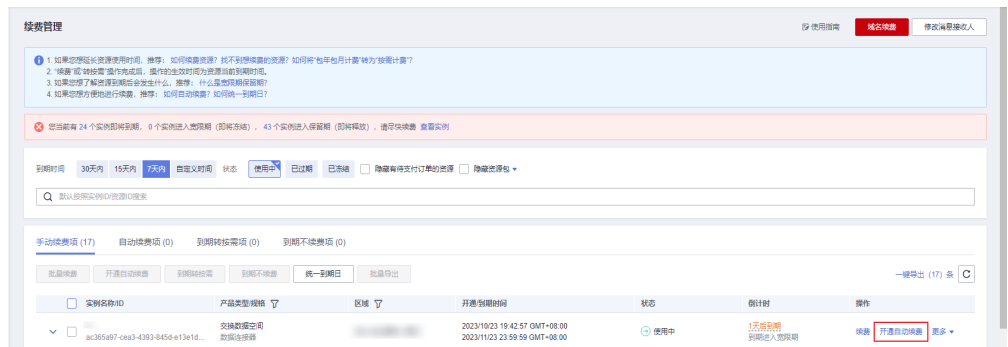 续费管理
使用指南
域名续费
修改消息接收人
1. 如果您想延长资源使用时间，推荐： 如何续费资源？找不到想续费的资源？如何将"包年包月计费"转为"按需计费"？
2. "续费"或"转按需"操作完成后，操作的生效时间为资源当前到期时间。
3. 如果您想了解资源到期后会发生什么，推荐： 什么是宽限期保留期？
4. 如果您想方便地进行续费，推荐： 如何自动续费？如何统一到期日？
您当前有 24 个实例即将到期，0 个实例进入宽限期（即将冻结），43 个实例进入保留期（即将释放），请尽快续费 查看实例
到期时间 30天内 15天内 7天内 自定义时间 状态 使用中 已过期 已冻结 隐藏有待支付订单的资源 隐藏资源包
默认按照实例ID/资源ID搜索
手动续费项 (17) 自动续费项 (0) 到期转按需项 (0) 到期不续费项 (0)
批量续费 开通自动续费 到期转按需 到期不续费 统一到期日 批量导出 一键导出 (17) 条
实例名称/ID 产品类型/规格 区域 开通/到期时间 状态 倒计时 操作
交换数据空间 2023/10/23 19:42:57 GMT+08:00 1天后到期
使用中 续费 开通自动续费 更多
ac365a97-cea3-4393-845d-e13e1d... 数据连接器 2023/11/23 23:59:59 GMT+08:00 到期进入宽限期